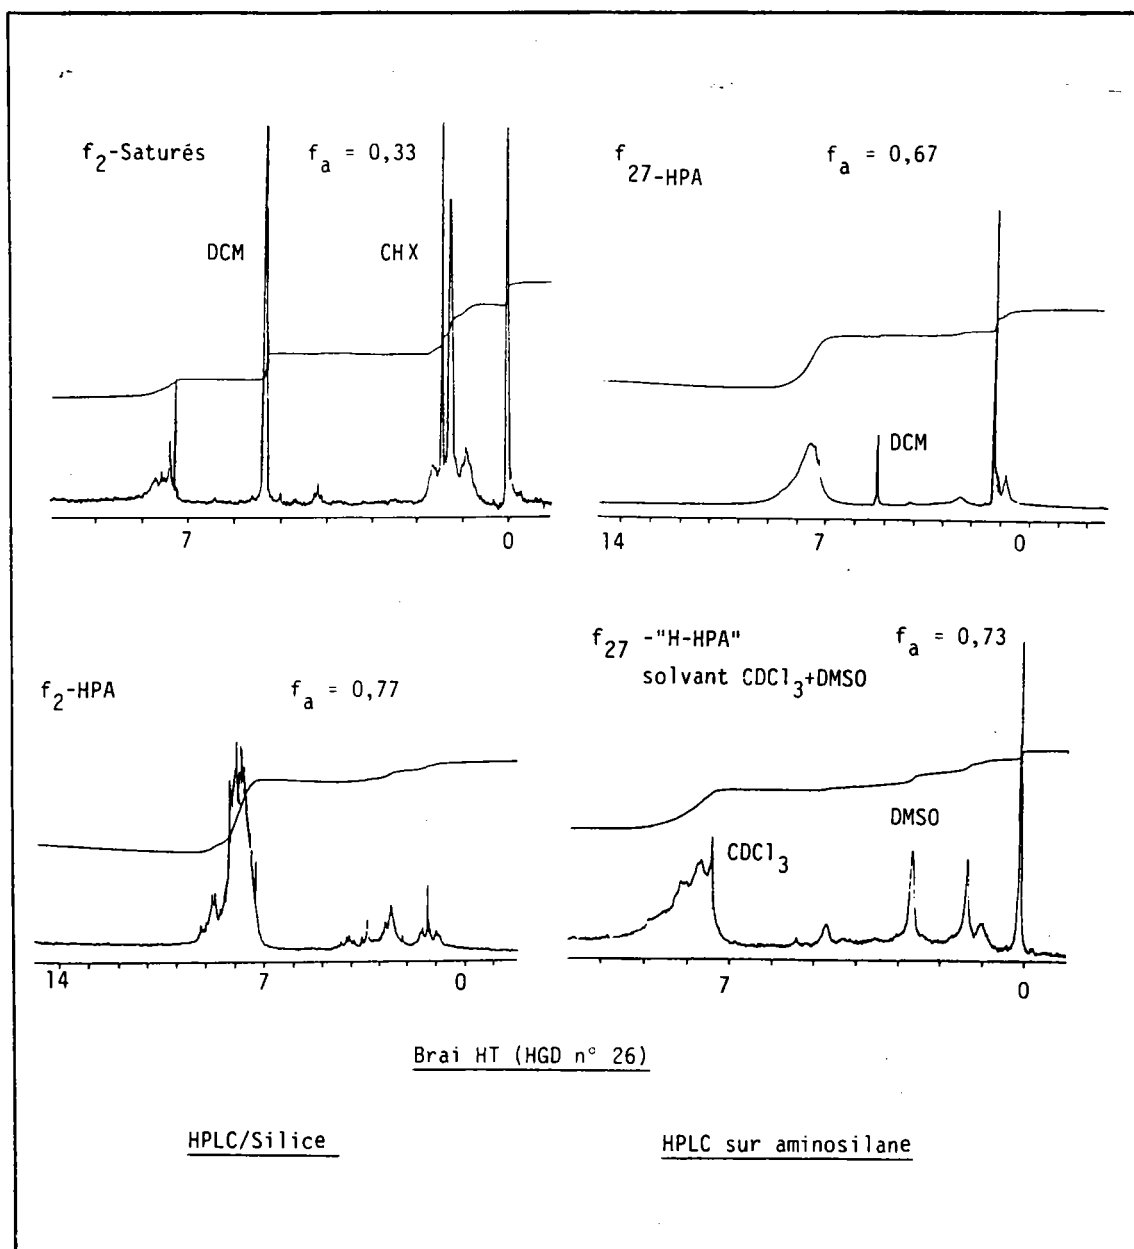 f2-Saturés fa = 0,33
DCM CHX
7 0
f27-HPA fa = 0,67
DCM
14 7 0
f2-HPA fa = 0,77
14 7 0
f27 -"H-HPA" fa = 0,73
solvant CDCl3+DMSO
DMSO
CDCl3
7 0
Brai HT (HGD n° 26)
HPLC/Silice
HPLC sur aminosilane